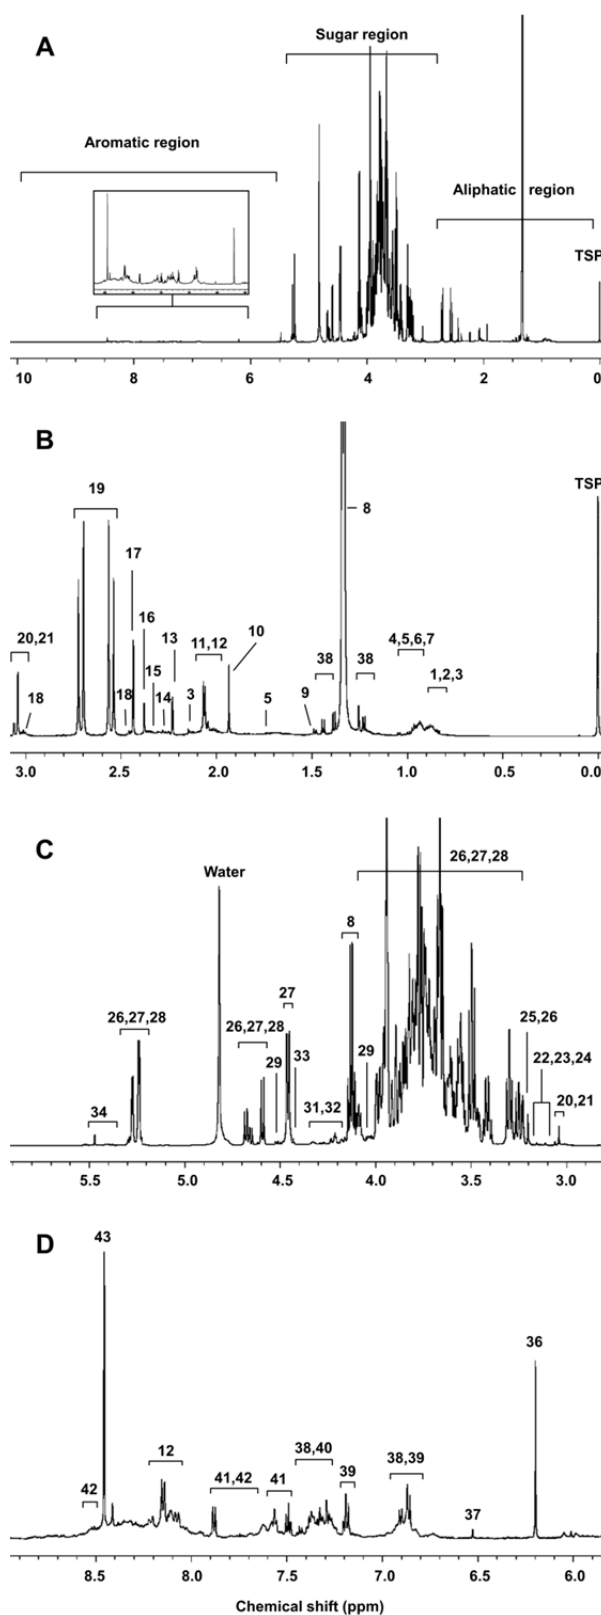 A
Sugar region
Aromatic region
Aliphatic region
TSP
10 8 6 4 2 0
B
19
TSP
8
17
16
13
10
20,21
15
11,12
38
38
4,5,6,7
18
18
14
3
5
9
1,2,3
3.0 2.5 2.0 1.5 1.0 0.5 0.0
C
26,27,28
Water
8
27
26,27,28
26,27,28
29
33
29
25,26
22,23,24
34
31,32
20,21
5.5 5.0 4.5 4.0 3.5 3.0
D
43
36
12
38,40
41,42
41
39
38,39
42
37
8.5 8.0 7.5 7.0 6.5 6.0
Chemical shift (ppm)